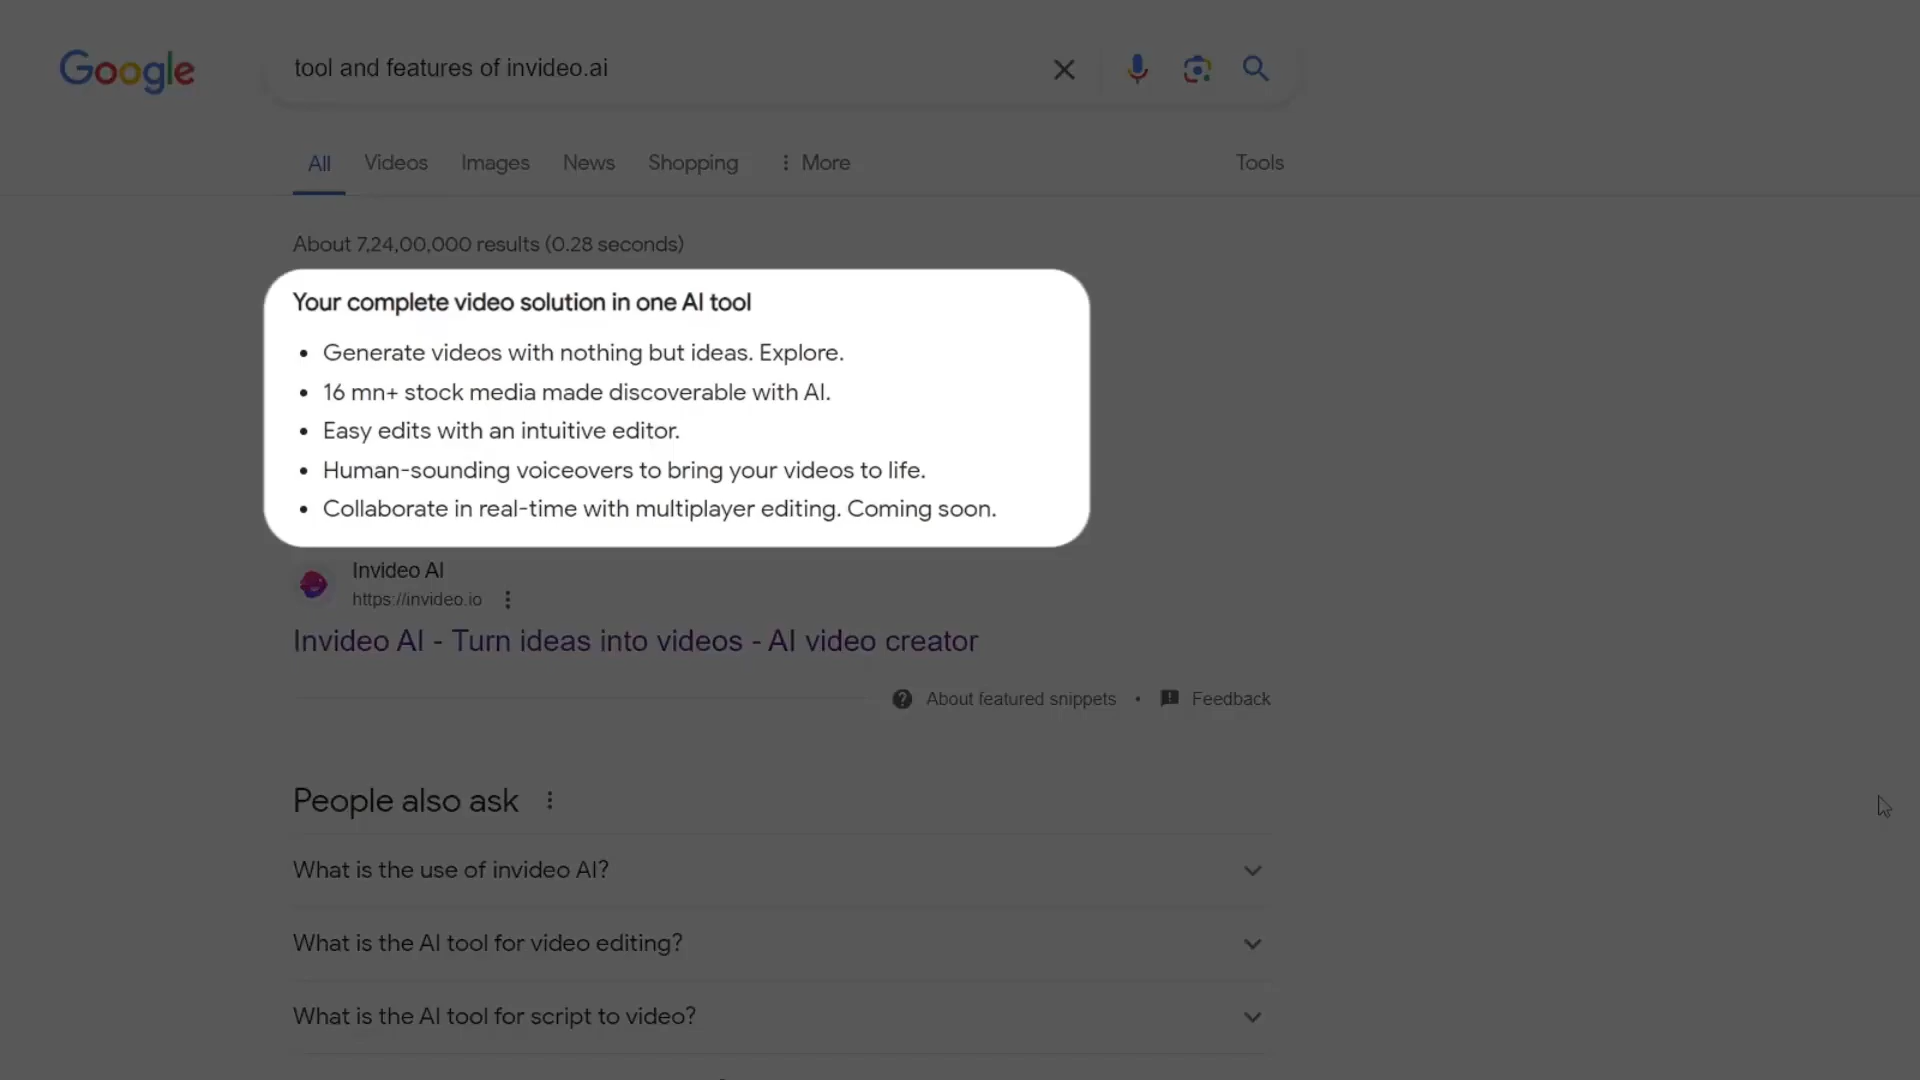 Google
tool and features of invideo.ai
All Videos Images News Shopping More Tools
About 7,24,00,000 results (0.28 seconds)
Your complete video solution in one AI tool
• Generate videos with nothing but ideas. Explore.
• 16 mn+ stock media made discoverable with AI.
• Easy edits with an intuitive editor.
• Human-sounding voiceovers to bring your videos to life.
• Collaborate in real-time with multiplayer editing. Coming soon.
Invideo AI
https://invideo.io
Invideo AI - Turn ideas into videos - AI video creator
About featured snippets • Feedback
People also ask
What is the use of invideo AI?
What is the AI tool for video editing?
What is the AI tool for script to video?